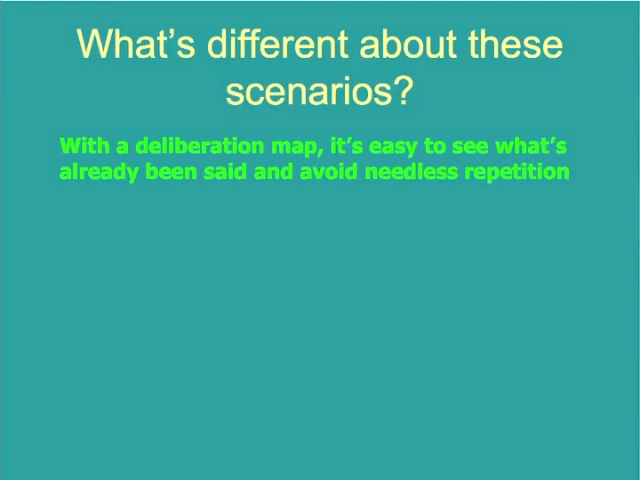 What’s different about these
scenarios?
With a deliberation map, it’s easy to see what’s
already been said and avoid needless repetition